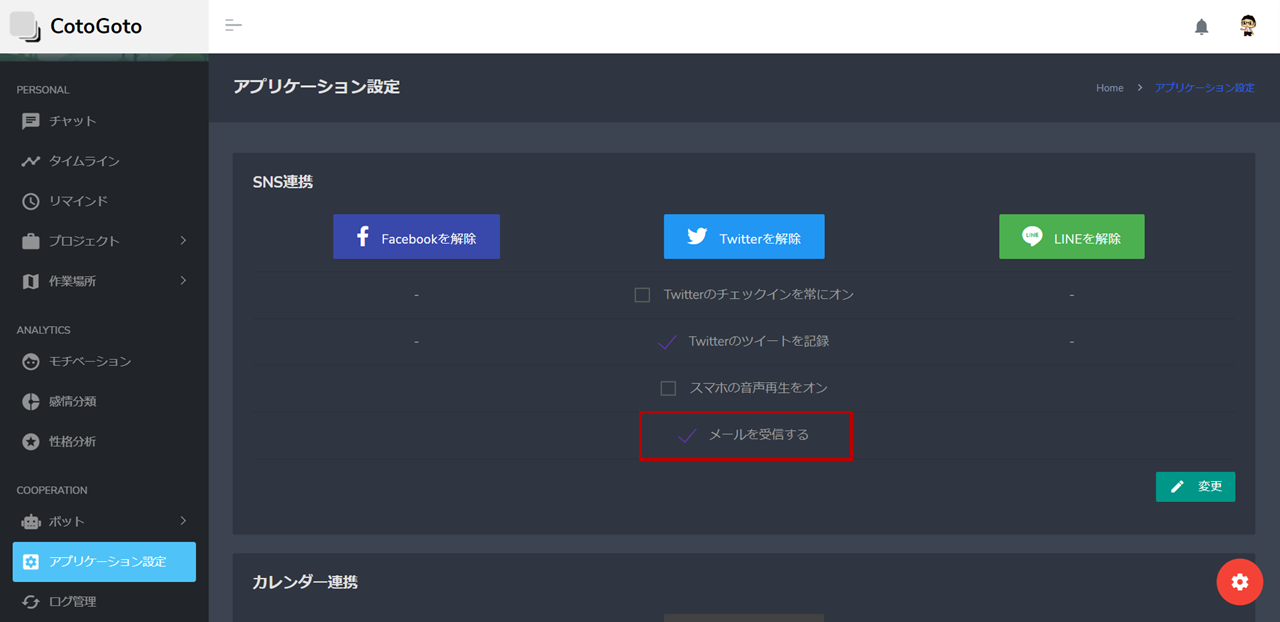 CotoGoto
PERSONAL
チャット
タイムライン
リマインド
プロジェクト
作業場所
ANALYTICS
モチベーション
感情分類
性格分析
COOPERATION
ボット
アプリケーション設定
ログ管理
アプリケーション設定
Home > アプリケーション設定
SNS連携
Facebookを解除
Twitterを解除
LINE LINEを解除
- Twitterのチェックインを常にオン -
- Twitterのツイートを記録 -
スマホの音声再生をオン
メールを受信する
変更
カレンダー連携